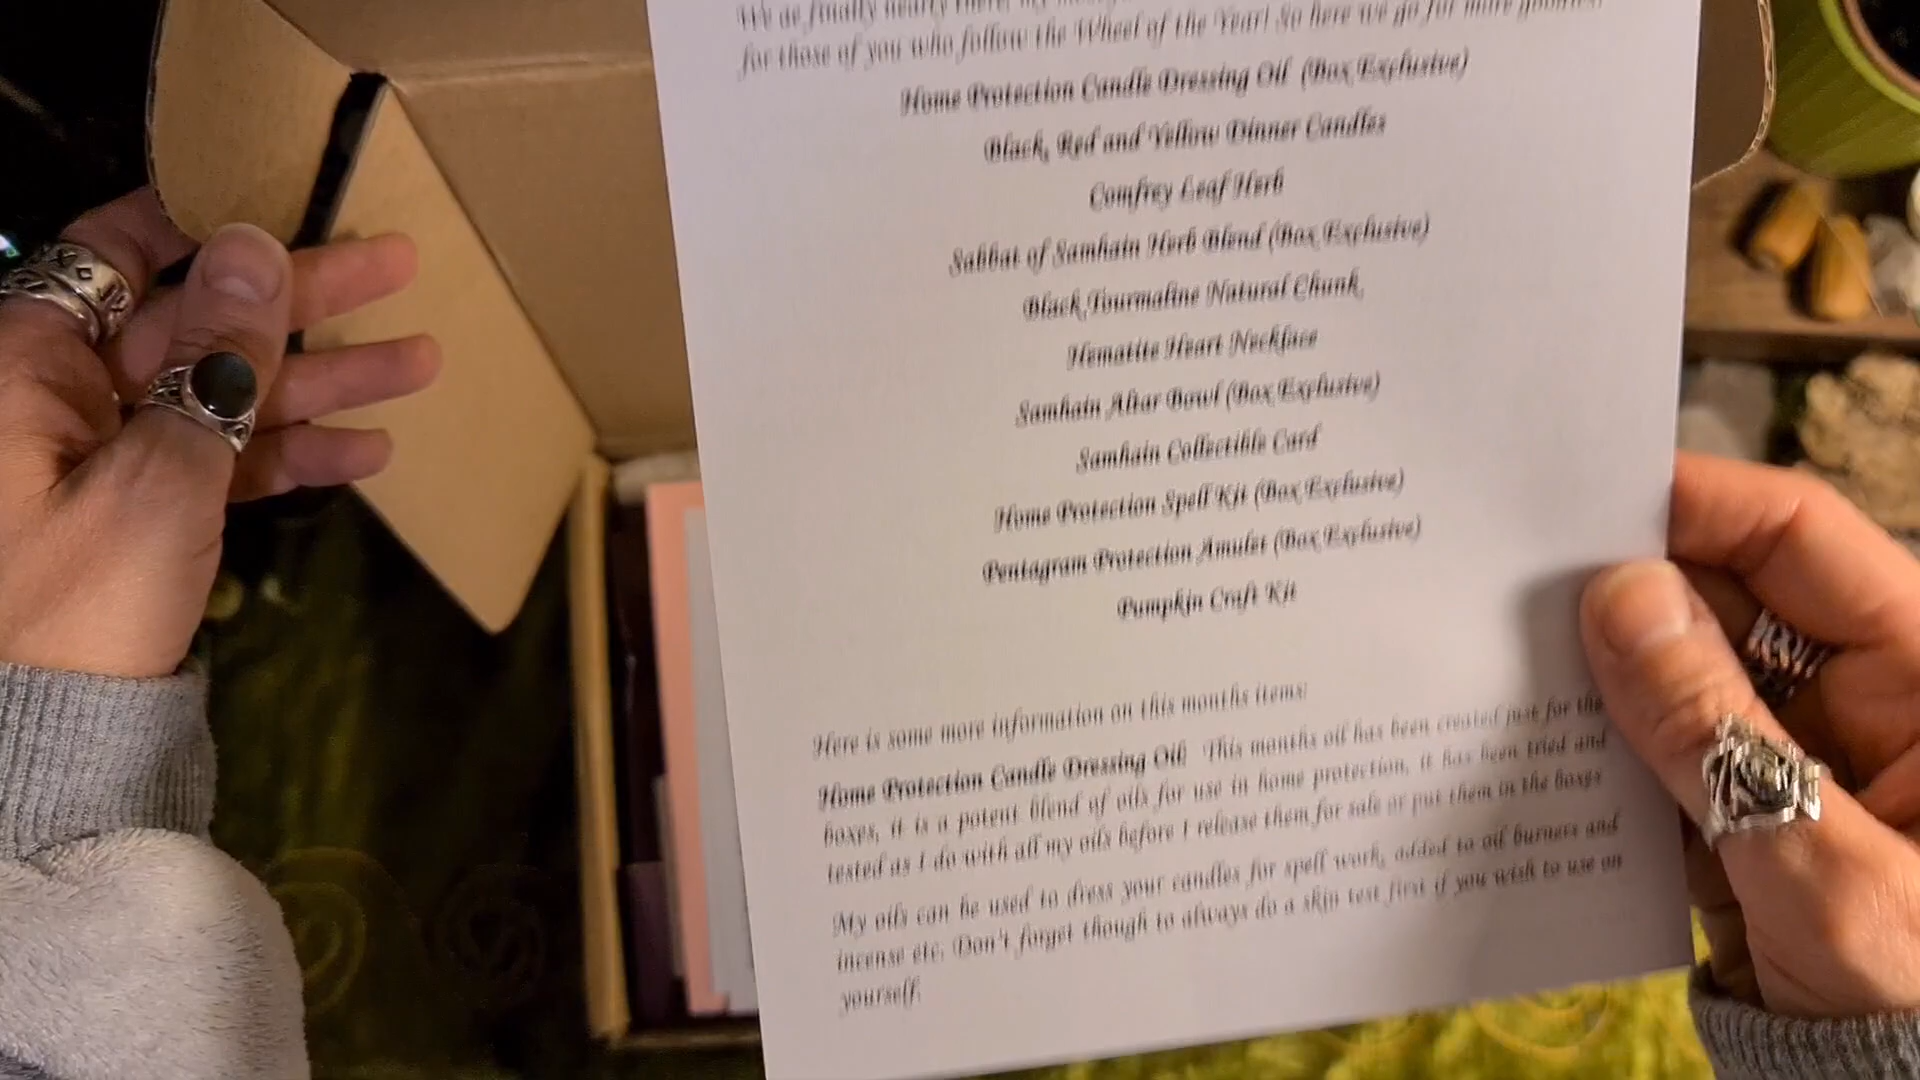 We ae finally nearly there, my
for those of you who follow the Wheel of the Year! So here we go for more goodies!
Home Protection Candle Dressing Oil (Box Exclusive)
Black, Red and Yellow Dinner Candles
Comfrey Leaf Herb
Sabbat of Samhain Herb Blend (Box Exclusive)
Black Tourmaline Natural Chunk
Hematite Heart Necklace
Samhain Altar Bowl (Box Exclusive)
Samhain Collectible Card
Home Protection Spell Kit (Box Exclusive)
Pentagram Protection Amulet (Box Exclusive)
Pumpkin Craft Kit
Here is some more information on this months items:
Home Protection Candle Dressing Oil: This months oil has been created just for the
boxes, it is a potent blend of oils for use in home protection, it has been tried and
tested as I do with all my oils before I release them for sale or put them in the boxes
My oils can be used to dress your candles for spell work, added to oil burners and
incense etc. Don't forget though to always do a skin test first if you wish to use on
yourself.